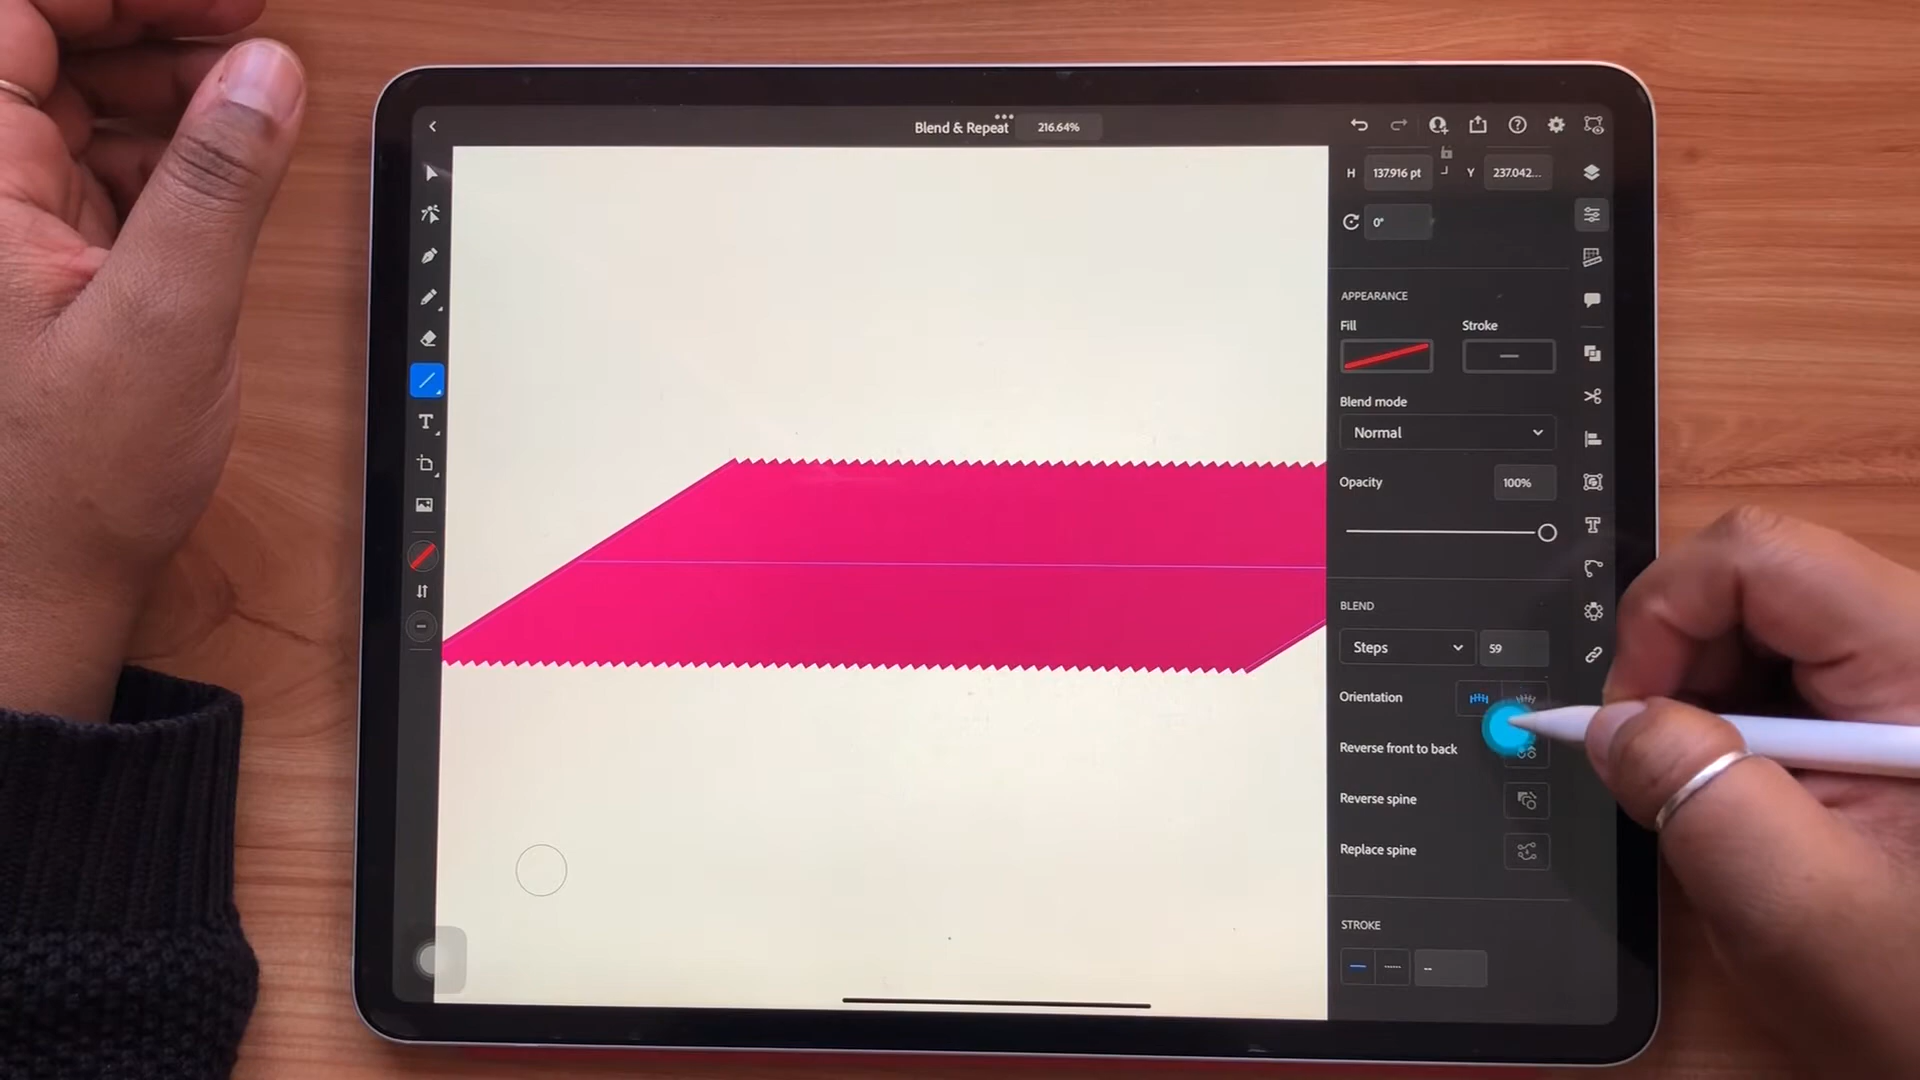 Blend & Repeat
216.64%
H 137.916 pt Y 237.042...
0°
APPEARANCE
Fill Stroke
Blend mode
Normal
Opacity 100%
BLEND
Steps 59
Orientation
Reverse front to back
Reverse spine
Replace spine
STROKE
--